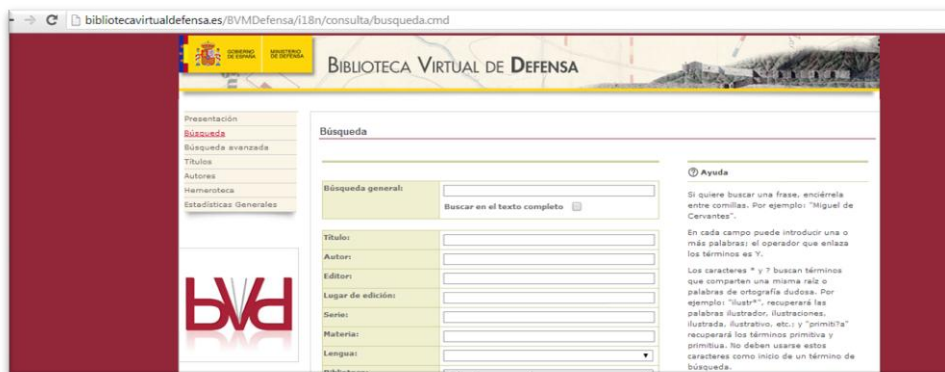 bibliotecavirtualdefensa.es/BVMDefensa/i18n/consulta/busqueda.cmd
GOBIERNO DE ESPAÑA
MINISTERIO DE DEFENSA
BIBLIOTECA VIRTUAL DE DEFENSA
Presentación
Búsqueda
Búsqueda avanzada
Títulos
Autores
Hemeroteca
Estadísticas Generales
bvd
Búsqueda
Búsqueda general:
Buscar en el texto completo
Título:
Autor:
Editor:
Lugar de edición:
Serie:
Materia:
Lengua:
Ayuda
Si quiere buscar una frase, enciérrela
entre comillas. Por ejemplo: "Miguel de
Cervantes".
En cada campo puede introducir una o
más palabras; el operador que enlaza
los términos es Y.
Los caracteres * y ? buscan términos
que comparten una misma raíz o
palabras de ortografía dudosa. Por
ejemplo: "ilustr*", recuperará las
palabras ilustrador, ilustraciones,
ilustrada, ilustrativo, etc.; y "primiti?a"
recuperará los términos primitiva y
primitiua. No deben usarse estos
caracteres como inicio de un término de
búsqueda.